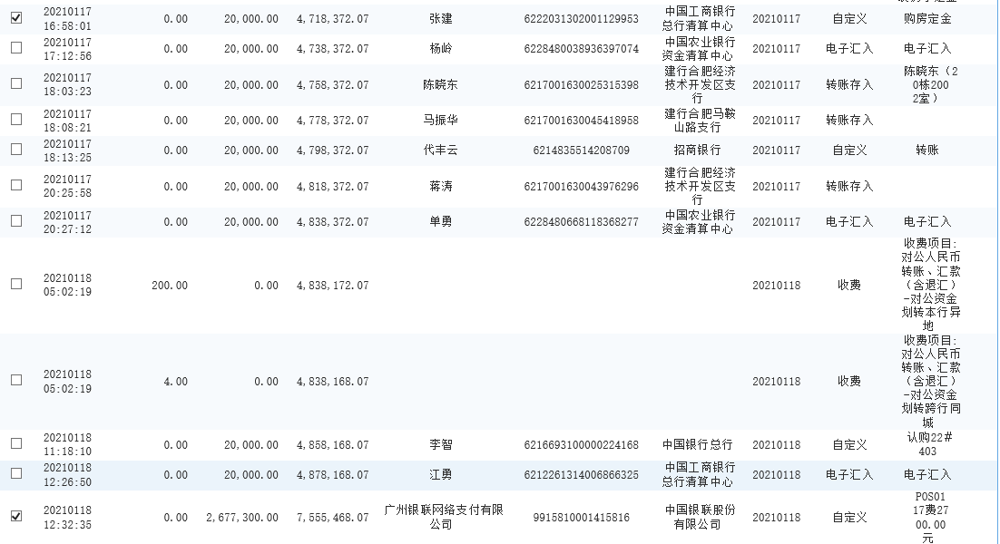 20210117
16:58:01
0.00
20,000.00
4,718,372.07
张建
6222031302001129953
中国工商银行
总行清算中心
20210117
自定义
购房定金
20210117
17:12:56
0.00
20,000.00
4,738,372.07
杨岭
6228480038936397074
中国农业银行
资金清算中心
20210117
电子汇入
电子汇入
20210117
18:03:23
0.00
20,000.00
4,758,372.07
陈晓东
6217001630025315398
建行合肥经济
技术开发区支
行
20210117
转账存入
陈晓东（2
0栋200
2室）
20210117
18:08:21
0.00
20,000.00
4,778,372.07
马振华
6217001630045418958
建行合肥马鞍
山路支行
20210117
转账存入
20210117
18:13:25
0.00
20,000.00
4,798,372.07
代丰云
6214835514208709
招商银行
20210117
自定义
转账
20210117
20:25:58
0.00
20,000.00
4,818,372.07
蒋涛
6217001630043976296
建行合肥经济
技术开发区支
行
20210117
转账存入
20210117
20:27:12
0.00
20,000.00
4,838,372.07
单勇
6228480668118368277
中国农业银行
资金清算中心
20210117
电子汇入
电子汇入
20210118
05:02:19
200.00
0.00
4,838,172.07
20210118
收费
收费项目:
对公人民币
转账、汇款
（含退汇）
-对公资金
划转本行异
地
20210118
05:02:19
4.00
0.00
4,838,168.07
20210118
收费
收费项目:
对公人民币
转账、汇款
（含退汇）
-对公资金
划转跨行同
城
20210118
11:18:10
0.00
20,000.00
4,858,168.07
李智
6216693100000224168
中国银行总行
20210118
自定义
认购22#
403
20210118
12:26:50
0.00
20,000.00
4,878,168.07
江勇
6212261314006866325
中国工商银行
总行清算中心
20210118
电子汇入
电子汇入
20210118
12:32:35
0.00
2,677,300.00
7,555,468.07
广州银联网络支付有限
公司
9915810001415816
中国银联股份
有限公司
20210118
自定义
POS01
17费27
00.00
元